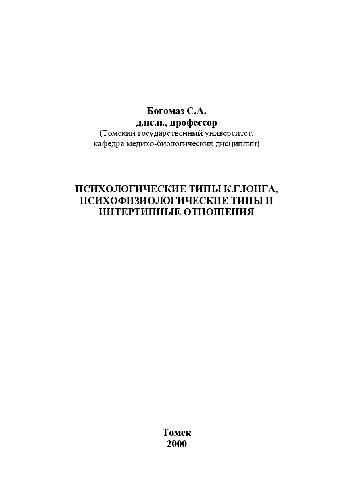 Богомаз С.А.
д.пс.н., профессор
(Томский государственный университет,
кафедра медико-биологических дисциплин)
ПСИХОЛОГИЧЕСКИЕ ТИПЫ К.Г.ЮНГА,
ПСИХОФИЗИОЛОГИЧЕСКИЕ ТИПЫ И
ИНТЕРТИПНЫЕ ОТНОШЕНИЯ
Томск
2000